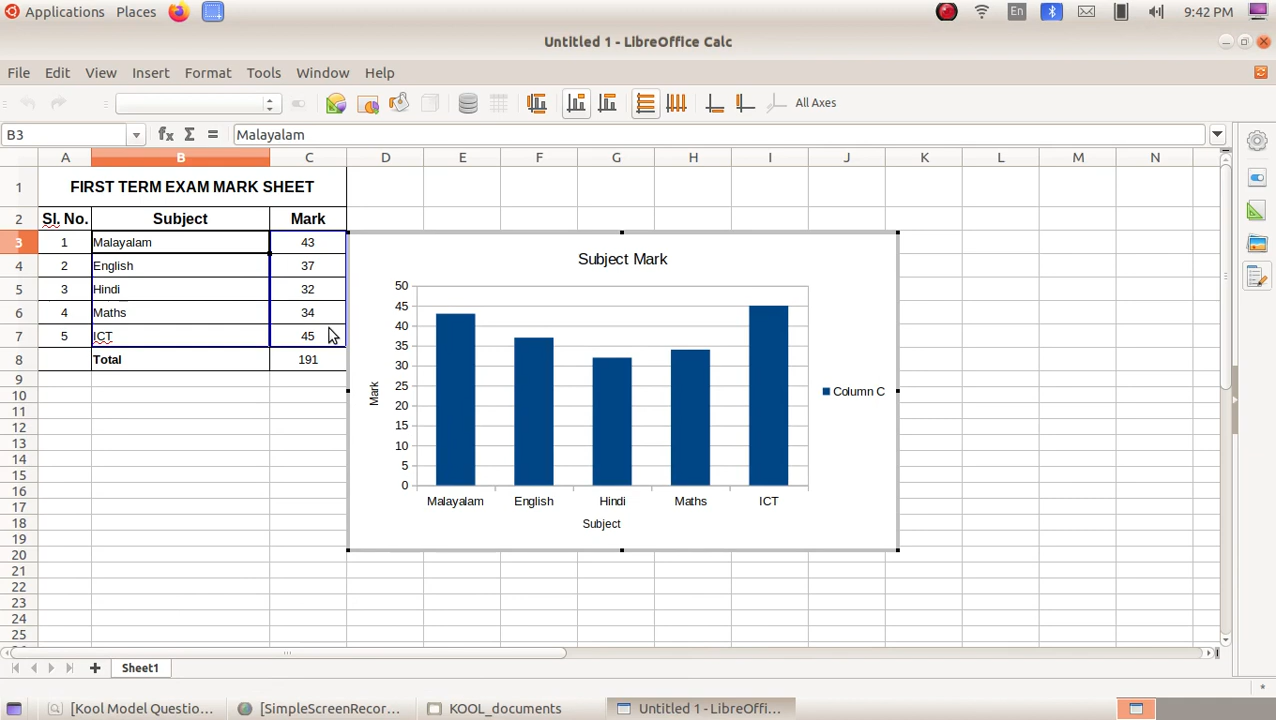 Applications Places En 9:42 PM
Untitled 1 - LibreOffice Calc
File Edit View Insert Format Tools Window Help
All Axes
B3 Malayalam
A B C D E F G H I J K L M N
1 FIRST TERM EXAM MARK SHEET
2 Sl. No. Subject Mark
3 1 Malayalam 43
4 2 English 37
5 3 Hindi 32
6 4 Maths 34
7 5 ICT 45
8 Total 191
9
10
11
12
13
14
15
16
17
18
19
20
21
22
23
24
25
Subject Mark
50
45
40
35
30
25
20
15
10
5
0
Mark
Column C
Malayalam English Hindi Maths ICT
Subject
Sheet1
[Kool Model Questio... [SimpleScreenRecor... KOOL_documents Untitled 1 - LibreOffi...